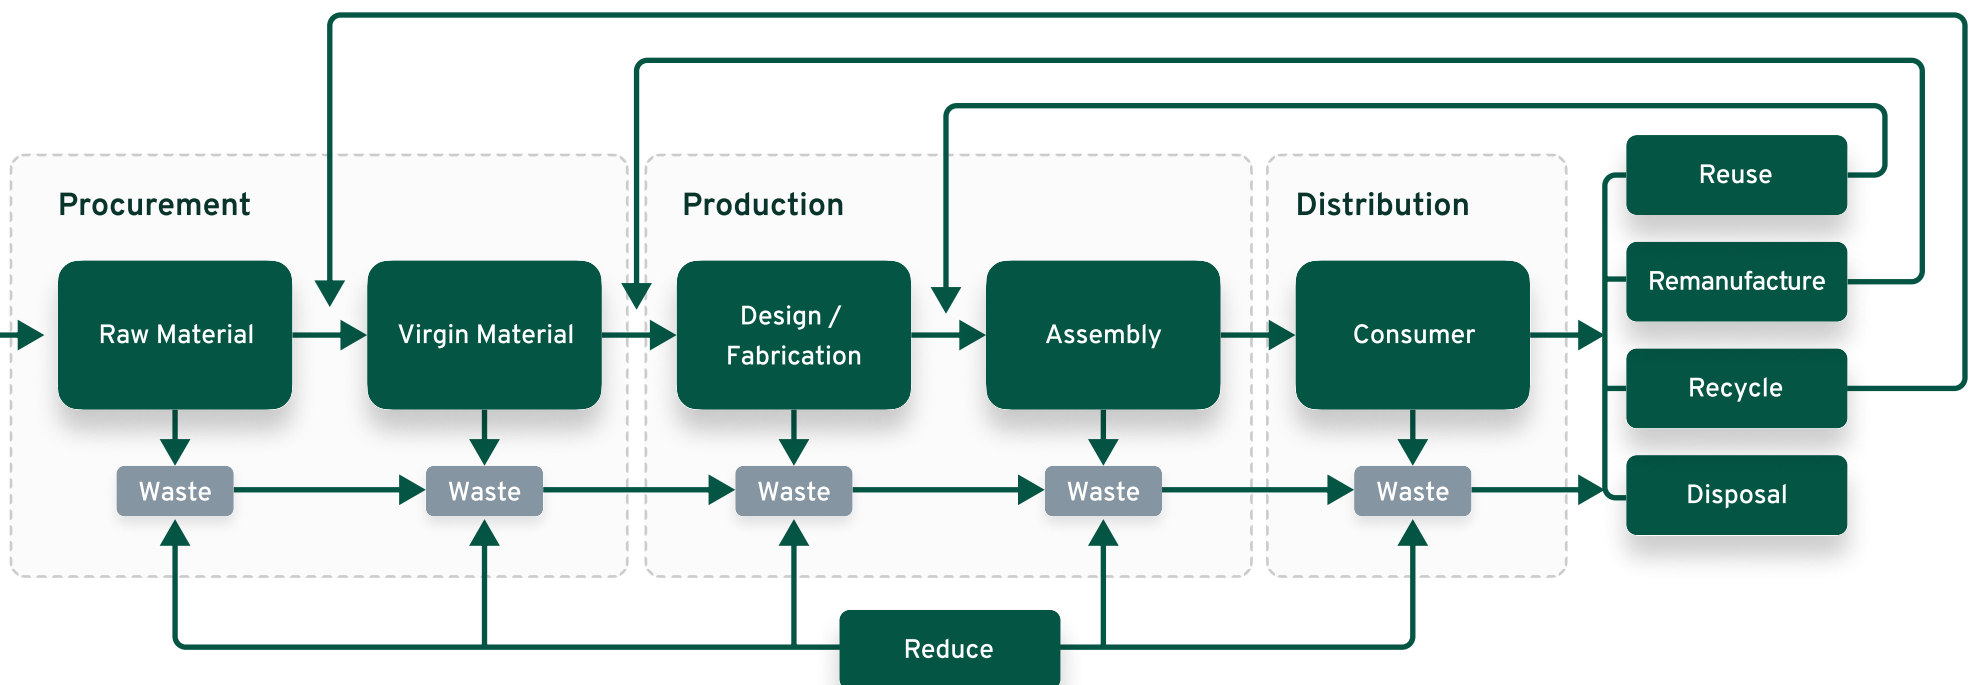 Procurement
Production
Distribution
Raw Material
Virgin Material
Design /
Fabrication
Assembly
Consumer
Reuse
Remanufacture
Recycle
Disposal
Waste
Waste
Waste
Waste
Waste
Reduce